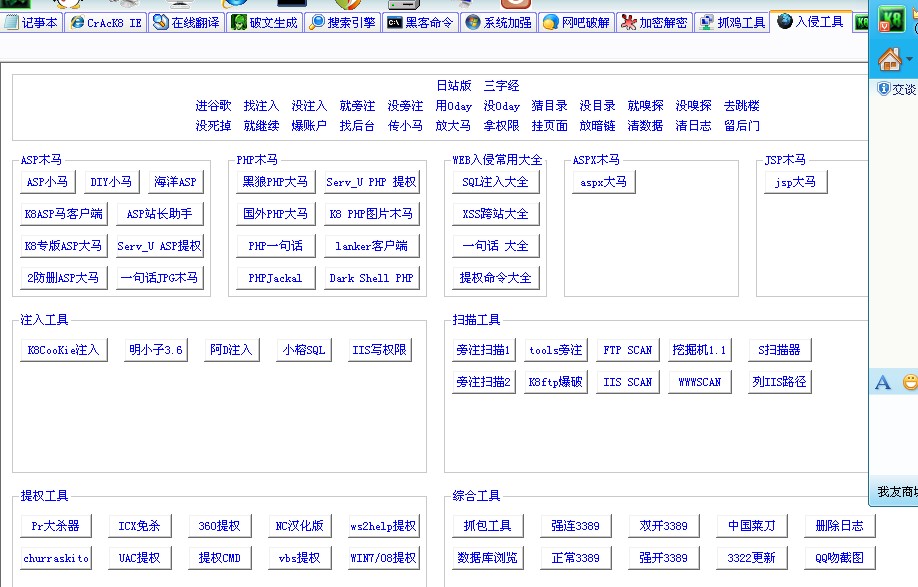 记事本 CrAcK8 IE 在线翻译 破文生成 搜索引擎 黑客命令 系统加强 网吧破解 加密解密 抓鸡工具 入侵工具
交谈
日站版 三字经
进谷歌 找注入 没注入 就旁注 没旁注 用0day 没0day 猜目录 没目录 就嗅探 没嗅探 去跳楼
没死掉 就继续 爆账户 找后台 传小马 放大马 拿权限 挂页面 放暗链 清数据 清日志 留后门
ASP木马 PHP木马 WEB入侵常用大全 ASPX木马 JSP木马
ASP小马 DIY小马 海洋ASP 黑狼PHP大马 Serv_U PHP 提权 SQL注入大全 aspx大马 jsp大马
K8ASP马客户端 ASP站长助手 国外PHP大马 K8 PHP图片木马 XSS跨站大全
K8专版ASP大马 Serv_U ASP提权 PHP一句话 lanker客户端 一句话 大全
2防删ASP大马 一句话JPG木马 PHPJackal Dark Shell PHP 提权命令大全
注入工具 扫描工具
K8CooKie注入 明小子3.6 阿D注入 小榕SQL IIS写权限 旁注扫描1 tools旁注 FTP SCAN 挖掘机1.1 S扫描器
旁注扫描2 K8ftp爆破 IIS SCAN WWWSCAN 列IIS路径
我友商城
提权工具 综合工具
Pr大杀器 ICX免杀 360提权 NC汉化版 ws2help提权 抓包工具 强连3389 双开3389 中国菜刀 删除日志
churraskito UAC提权 提权CMD vbs提权 WIN7/08提权 数据库浏览 正常3389 强开3389 3322更新 QQ吻截图